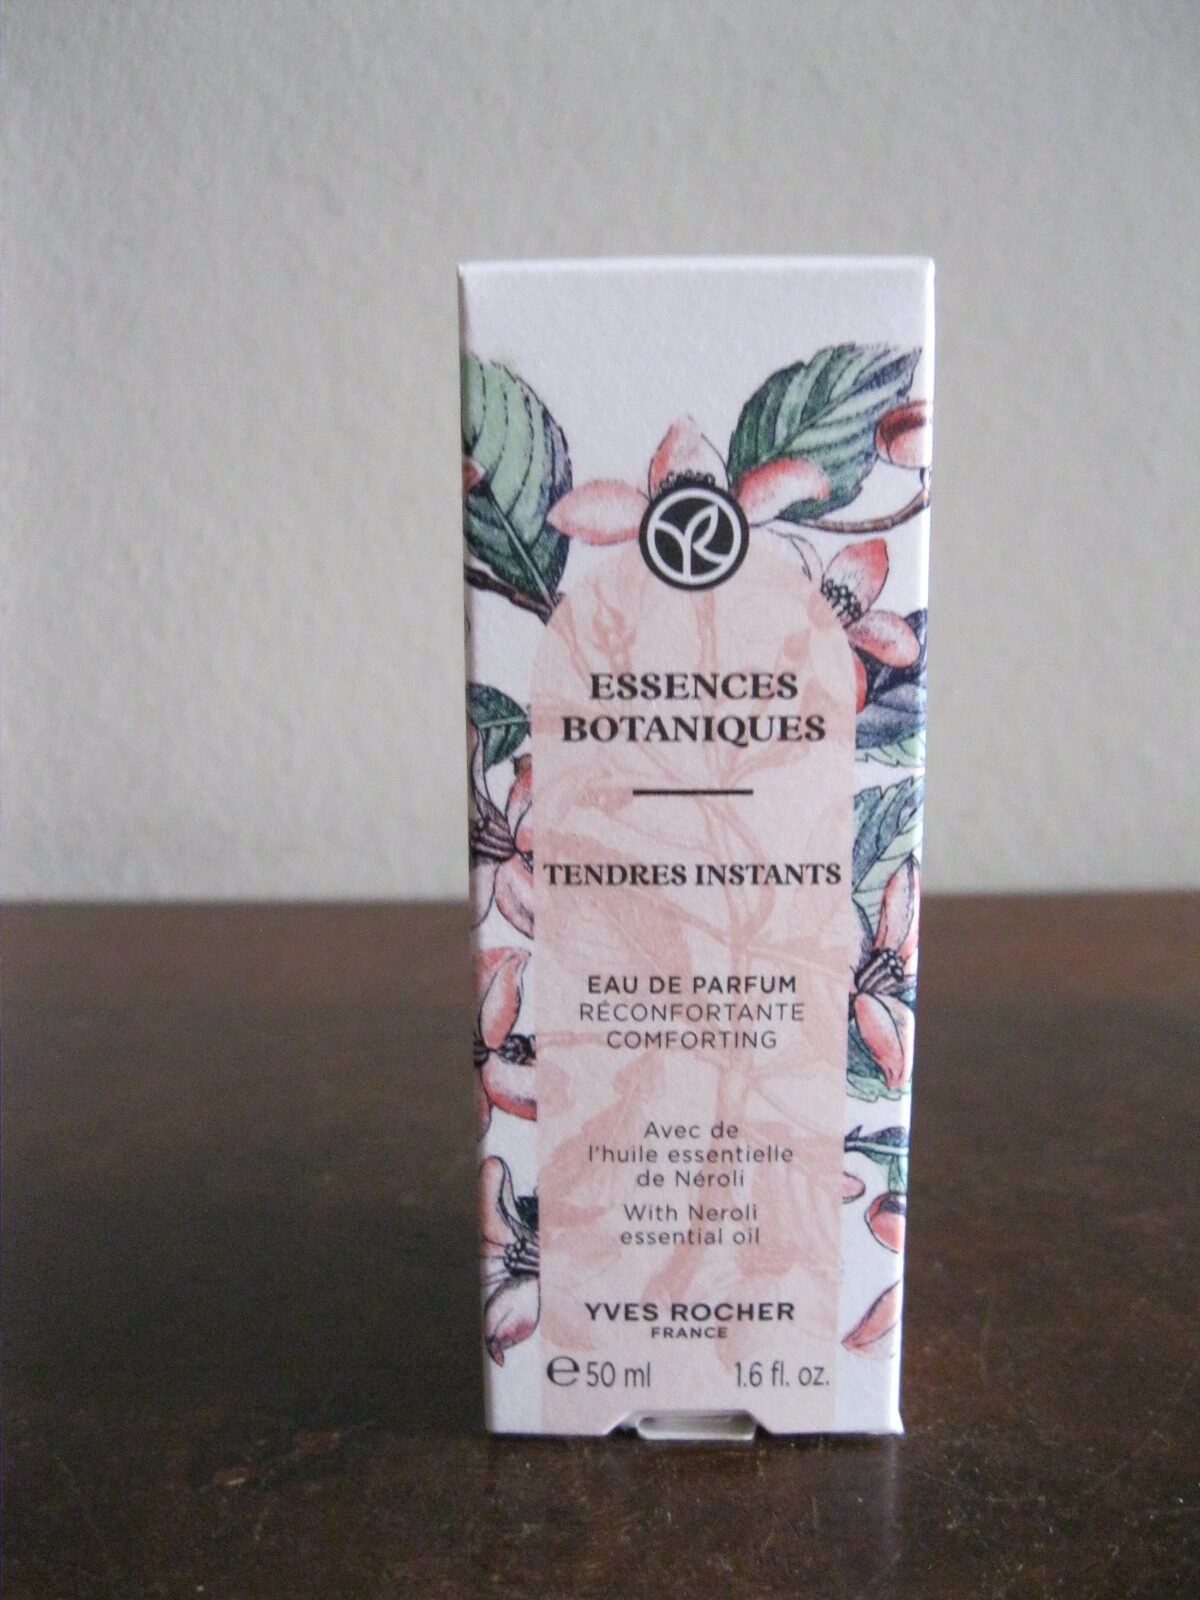 ESSENCES
BOTANIQUES
TENDRES INSTANTS
EAU DE PARFUM
RÉCONFORTANTE
COMFORTING
Avec de
l'huile essentielle
de Néroli
With Neroli
essential oil
YVES ROCHER
FRANCE
℮ 50 ml 1.6 fl. oz.